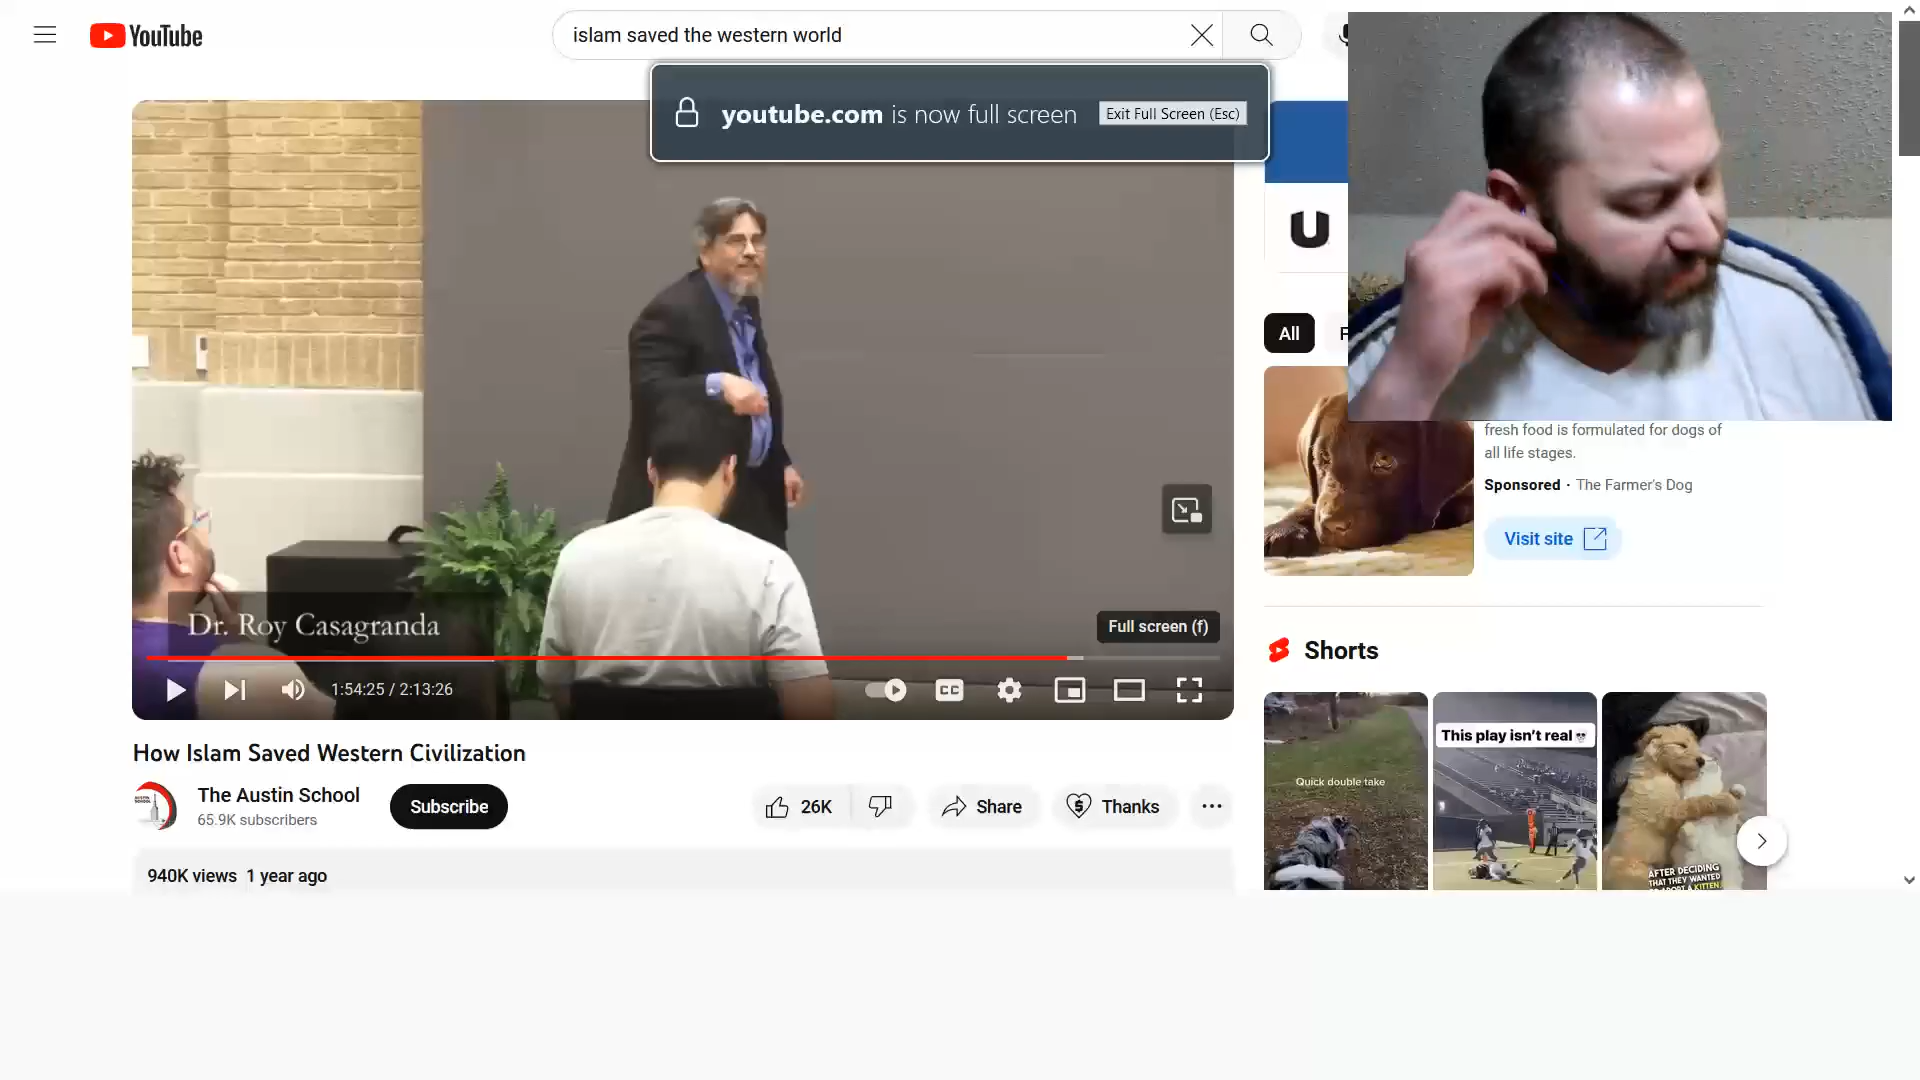 YouTube
islam saved the western world
youtube.com is now full screen
Exit Full Screen (Esc)
U
All
fresh food is formulated for dogs of
all life stages.
Sponsored · The Farmer's Dog
Visit site
Dr. Roy Casagranda
Full screen (f)
1:54:25 / 2:13:26
CC
How Islam Saved Western Civilization
The Austin School
65.9K subscribers
Subscribe
26K
Share
Thanks
940K views 1 year ago
Shorts
Quick double take
This play isn't real
AFTER DECIDING
THAT THEY WANTED